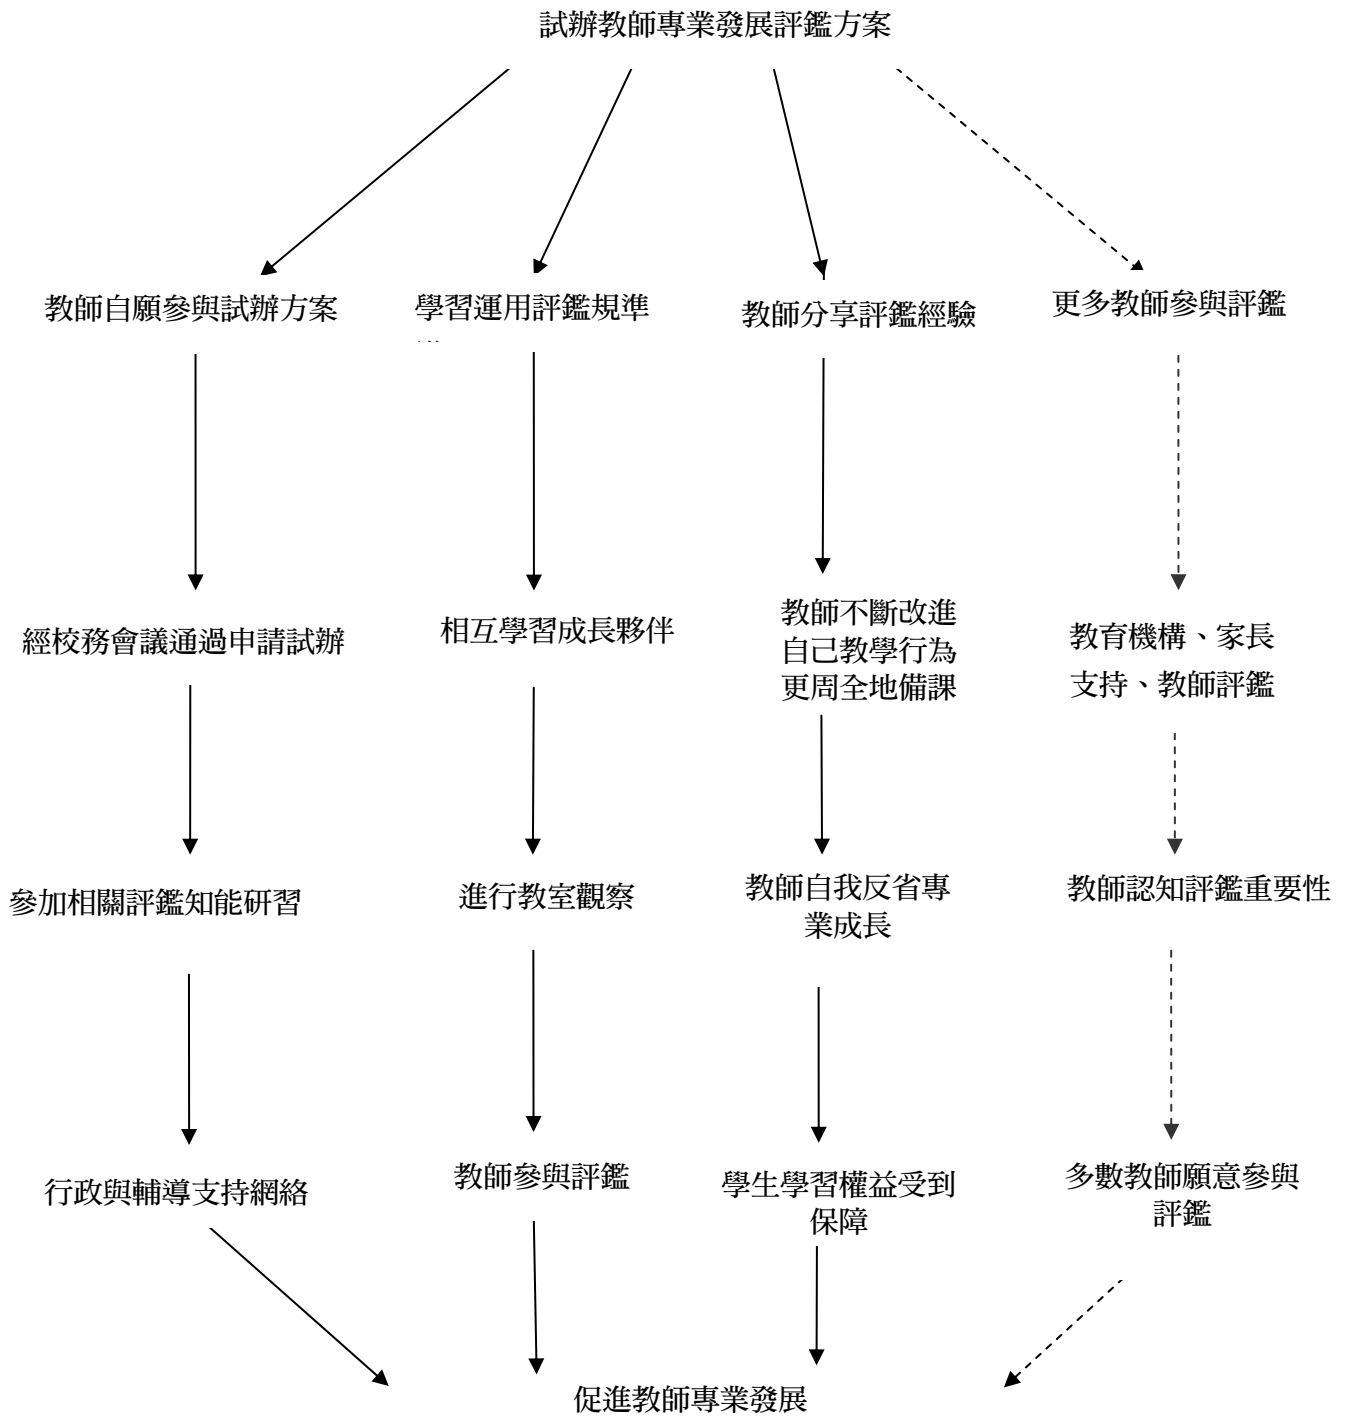 試辦教師專業發展評鑑方案
教師自願參與試辦方案
學習運用評鑑規準
教師分享評鑑經驗
更多教師參與評鑑
經校務會議通過申請試辦
相互學習成長夥伴
教師不斷改進
自己教學行為
更周全地備課
教育機構、家長
支持、教師評鑑
參加相關評鑑知能研習
進行教室觀察
教師自我反省專
業成長
教師認知評鑑重要性
行政與輔導支持網絡
教師參與評鑑
學生學習權益受到
保障
多數教師願意參與
評鑑
促進教師專業發展